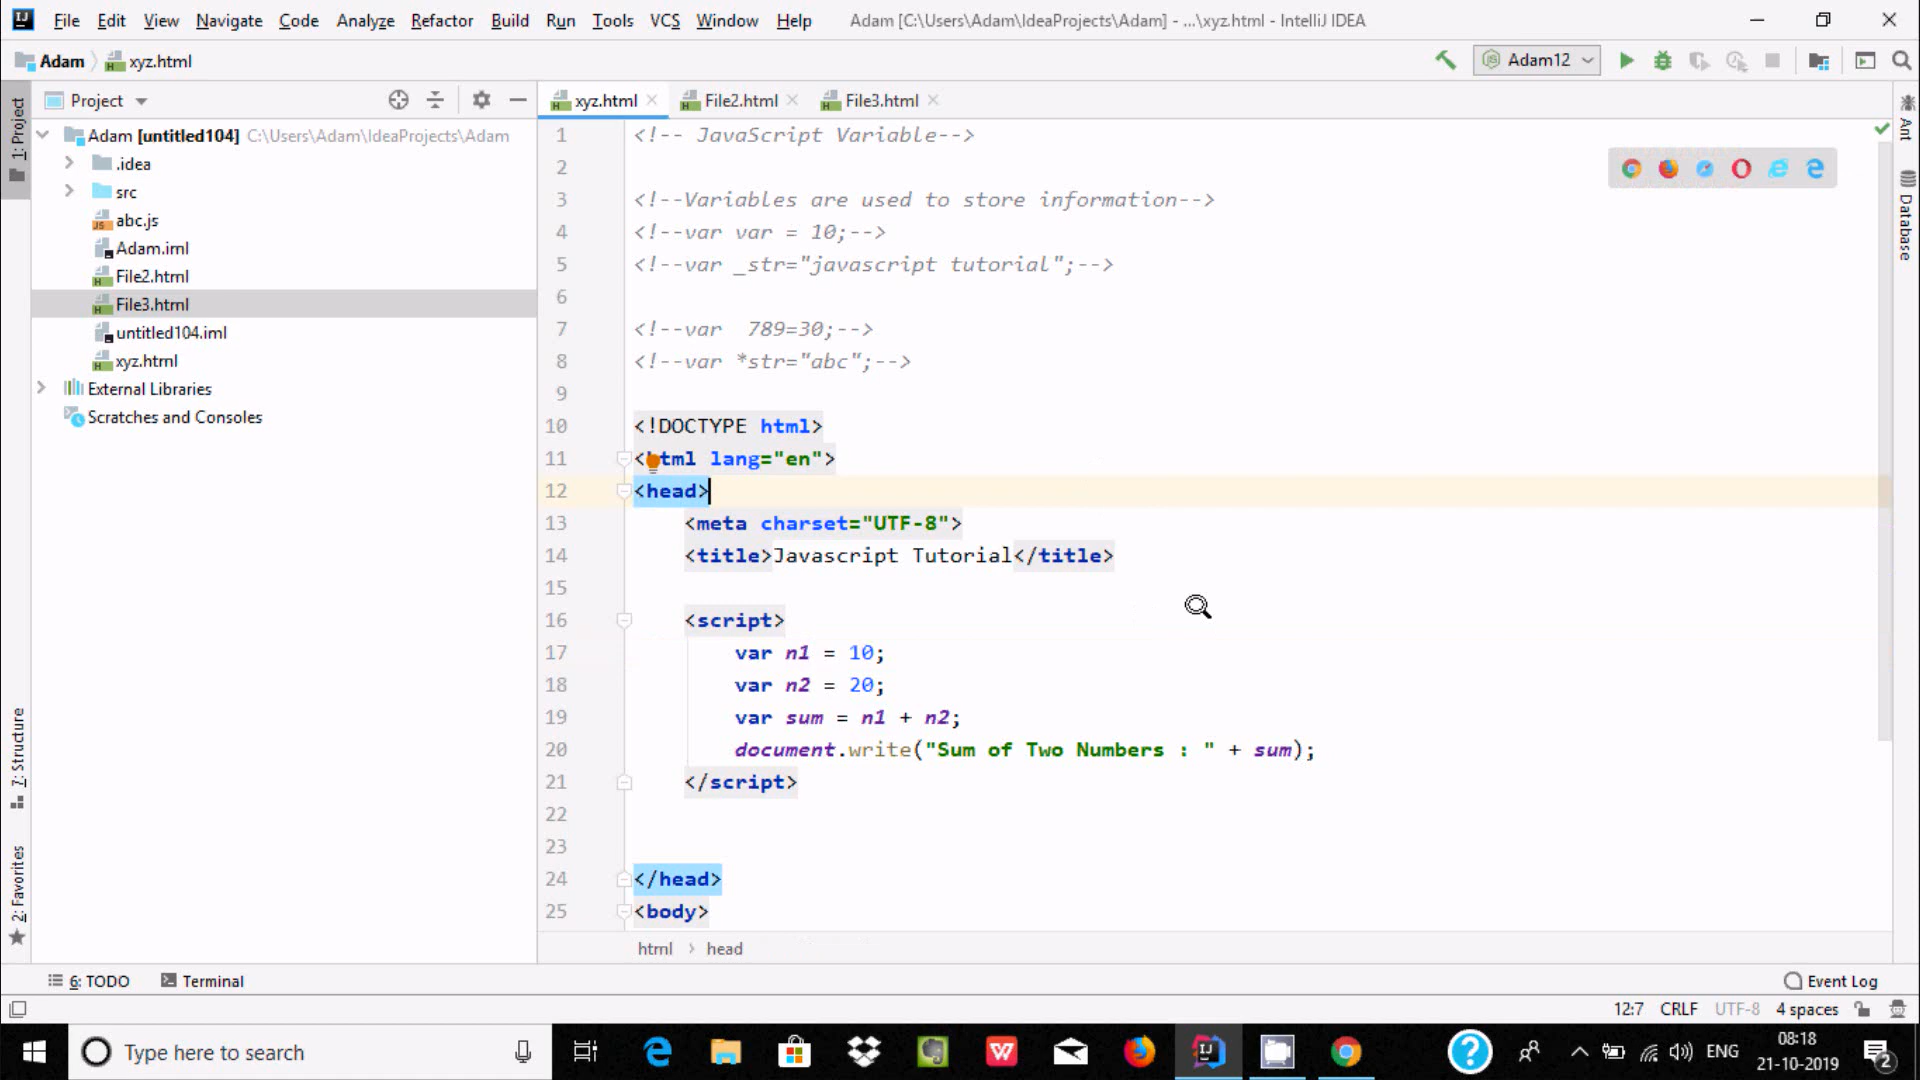 File Edit View Navigate Code Analyze Refactor Build Run Tools VCS Window Help Adam [C:\Users\Adam\IdeaProjects\Adam] - ...\xyz.html - IntelliJ IDEA
Adam xyz.html Adam12
1: Project
Project
xyz.html File2.html File3.html
Adam [untitled104] C:\Users\Adam\IdeaProjects\Adam
.idea
src
abc.js
Adam.iml
File2.html
File3.html
untitled104.iml
xyz.html
External Libraries
Scratches and Consoles
1 <!-- JavaScript Variable-->
2
3 <!--Variables are used to store information-->
4 <!--var var = 10;-->
5 <!--var _str="javascript tutorial";-->
6
7 <!--var  789=30;-->
8 <!--var *str="abc";-->
9
10 <!DOCTYPE html>
11 <html lang="en">
12 <head>
13 <meta charset="UTF-8">
14 <title>Javascript Tutorial</title>
15
16 <script>
17 var n1 = 10;
18 var n2 = 20;
19 var sum = n1 + n2;
20 document.write("Sum of Two Numbers : " + sum);
21 </script>
22
23
24 </head>
25 <body>
html › head
Ant
Database
7: Structure
2: Favorites
6: TODO Terminal Event Log
12:7 CRLF UTF-8 4 spaces
Type here to search
ENG
08:18
21-10-2019
2